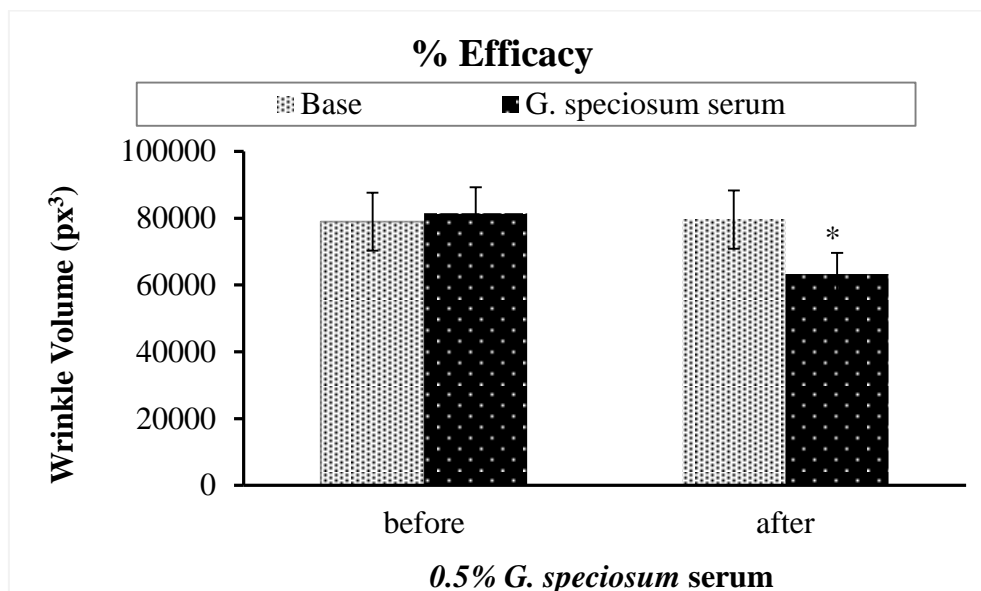 % Efficacy
Base G. speciosum serum
100000
80000
60000
40000
20000
0
Wrinkle Volume (px³)
*
before after
0.5% G. speciosum serum